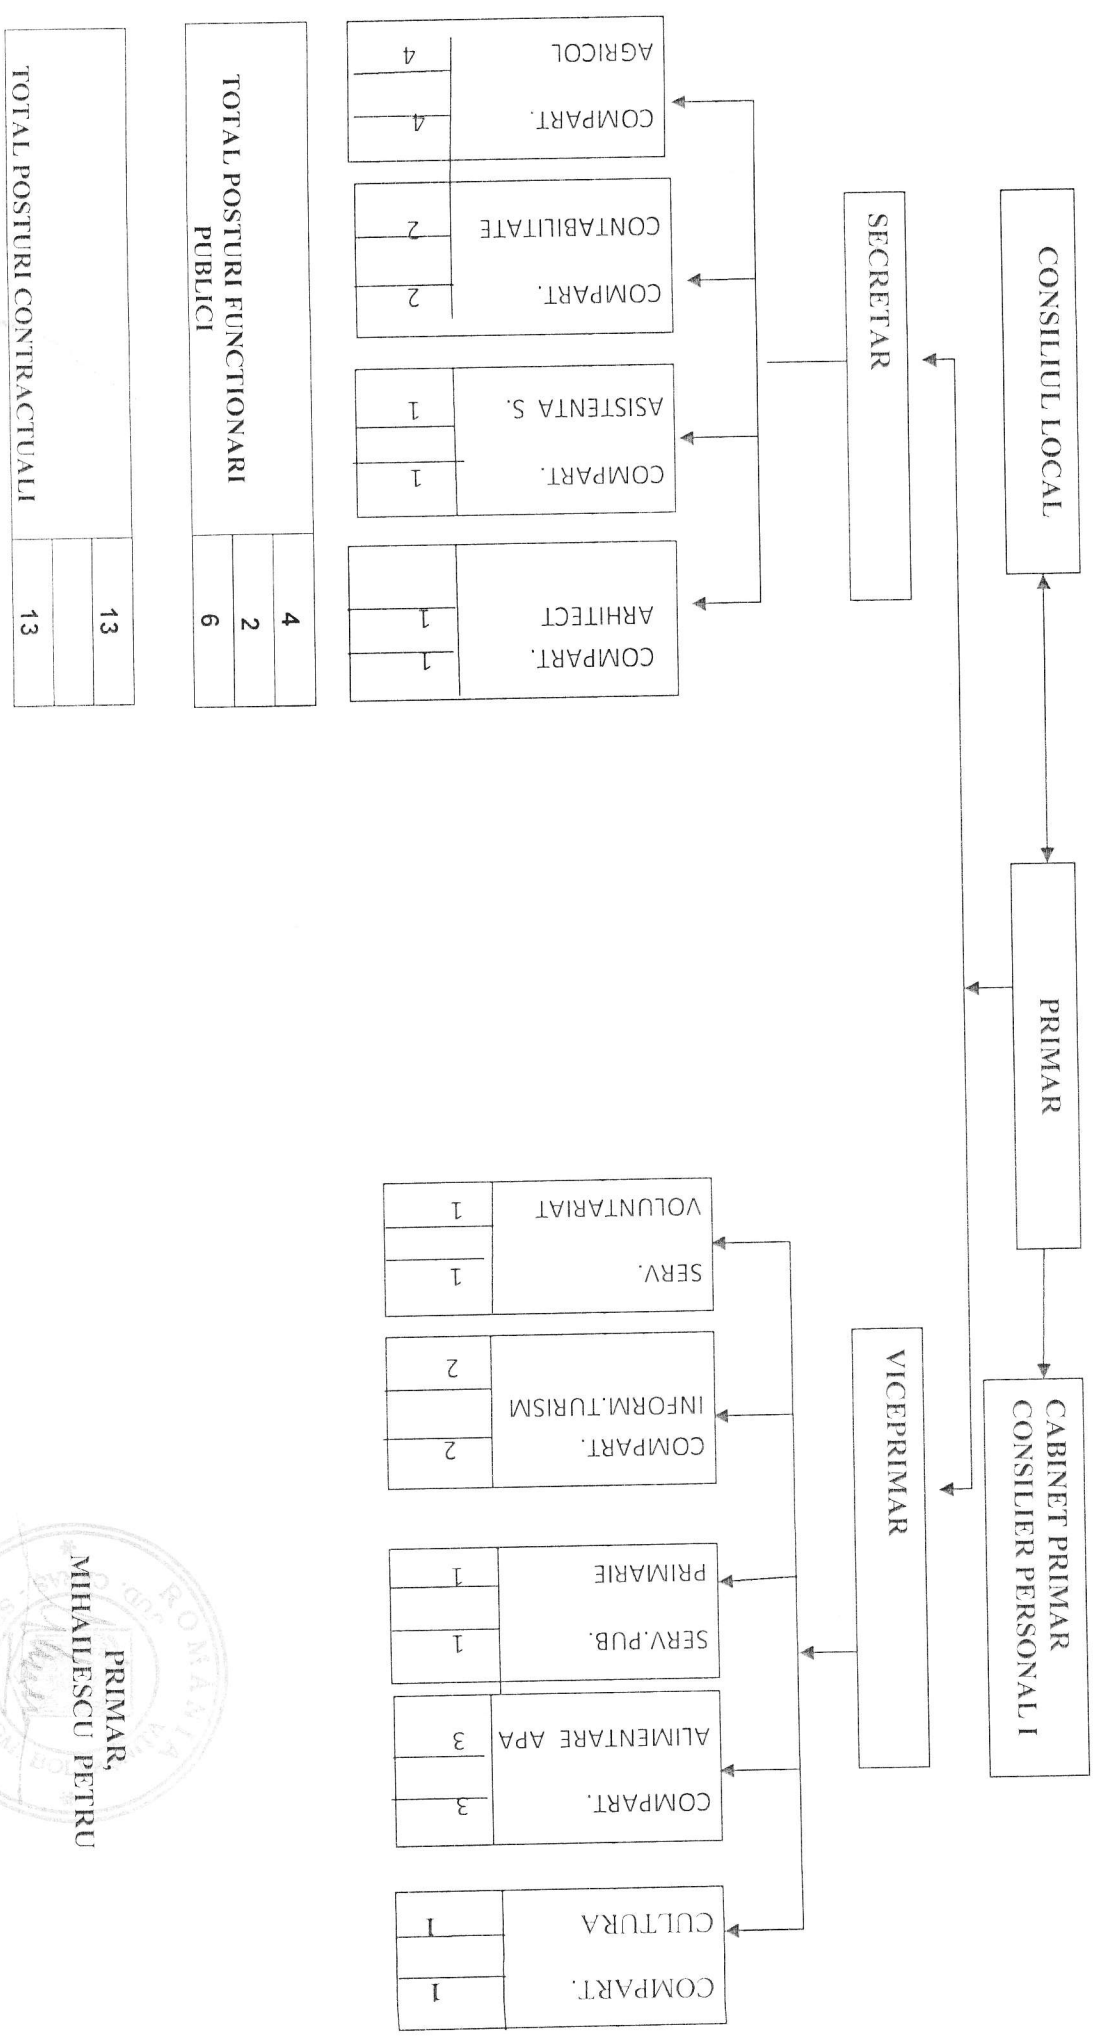 CONSILIUL LOCAL
PRIMAR
CABINET PRIMAR
CONSILIER PERSONAL I
SECRETAR
VICEPRIMAR
COMPART.
AGRICOL
4
4
COMPART.
CONTABILITATE
2
2
COMPART.
ASISTENTA S.
1
1
COMPART.
ARHITECT
1
1
SERV.
VOLUNTARIAT
1
1
COMPART.
INFORM.TURISM
2
2
SERV.PUB.
PRIMARIE
1
1
COMPART.
ALIMENTARE APA
3
3
COMPART.
CULTURA
1
1
TOTAL POSTURI FUNCTIONARI
PUBLICI
4
2
6
TOTAL POSTURI CONTRACTUALI
13
13
PRIMAR,
MIHAILESCU PETRU
ROMÂNIA